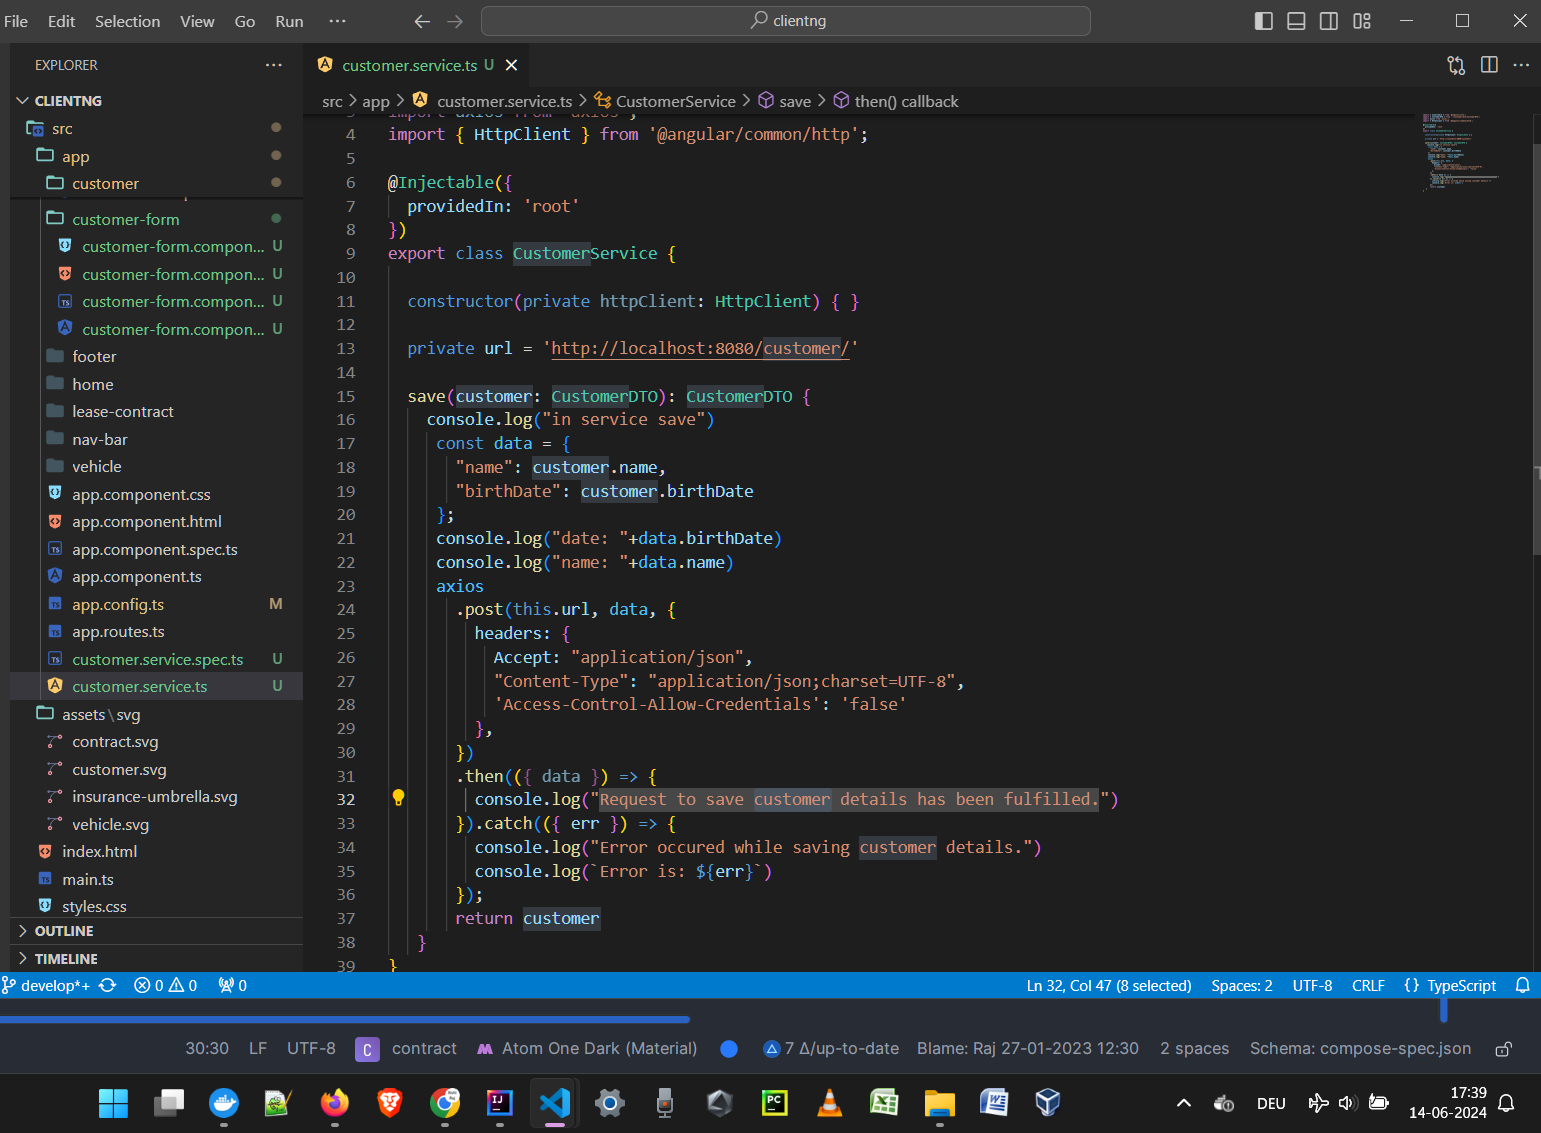 File Edit Selection View Go Run ··· clientng
EXPLORER ···
CLIENTNG
src
app
customer
customer-form
customer-form.compon... U
customer-form.compon... U
customer-form.compon... U
customer-form.compon... U
footer
home
lease-contract
nav-bar
vehicle
app.component.css
app.component.html
app.component.spec.ts
app.component.ts
app.config.ts M
app.routes.ts
customer.service.spec.ts U
customer.service.ts U
assets\svg
contract.svg
customer.svg
insurance-umbrella.svg
vehicle.svg
index.html
main.ts
styles.css
OUTLINE
TIMELINE
customer.service.ts U
src > app > customer.service.ts > CustomerService > save > then() callback
3 import axios from 'axios';
4 import { HttpClient } from '@angular/common/http';
5
6 @Injectable({
7 providedIn: 'root'
8 })
9 export class CustomerService {
10
11 constructor(private httpClient: HttpClient) { }
12
13 private url = 'http://localhost:8080/customer/'
14
15 save(customer: CustomerDTO): CustomerDTO {
16 console.log("in service save")
17 const data = {
18 "name": customer.name,
19 "birthDate": customer.birthDate
20 };
21 console.log("date: "+data.birthDate)
22 console.log("name: "+data.name)
23 axios
24 .post(this.url, data, {
25 headers: {
26 Accept: "application/json",
27 "Content-Type": "application/json;charset=UTF-8",
28 'Access-Control-Allow-Credentials': 'false'
29 },
30 })
31 .then(({ data }) => {
32 console.log("Request to save customer details has been fulfilled.")
33 }).catch(({ err }) => {
34 console.log("Error occured while saving customer details.")
35 console.log(`Error is: ${err}`)
36 });
37 return customer
38 }
39 }
develop*+ 0 0 0 Ln 32, Col 47 (8 selected) Spaces: 2 UTF-8 CRLF {} TypeScript
30:30 LF UTF-8 C contract Atom One Dark (Material) 7 Δ/up-to-date Blame: Raj 27-01-2023 12:30 2 spaces Schema: compose-spec.json
DEU 17:39
14-06-2024